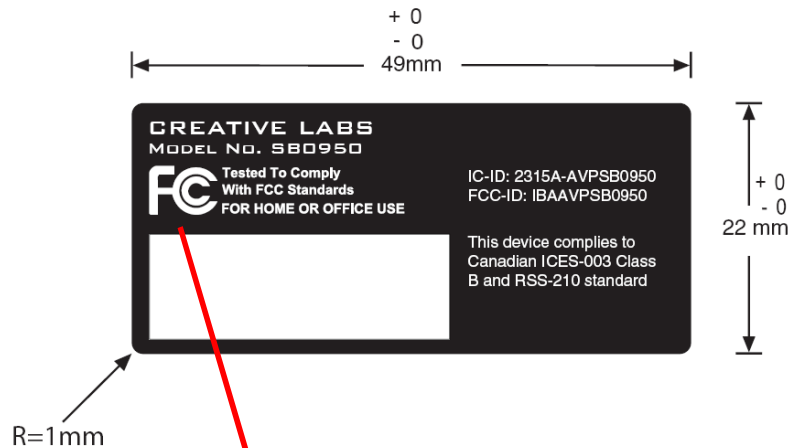 + 0
- 0
49mm
CREATIVE LABS
MODEL NO. SB0950
FC Tested To Comply
With FCC Standards
FOR HOME OR OFFICE USE
IC-ID: 2315A-AVPSB0950
FCC-ID: IBAAVPSB0950
This device complies to
Canadian ICES-003 Class
B and RSS-210 standard
+ 0
- 0
22 mm
R=1mm